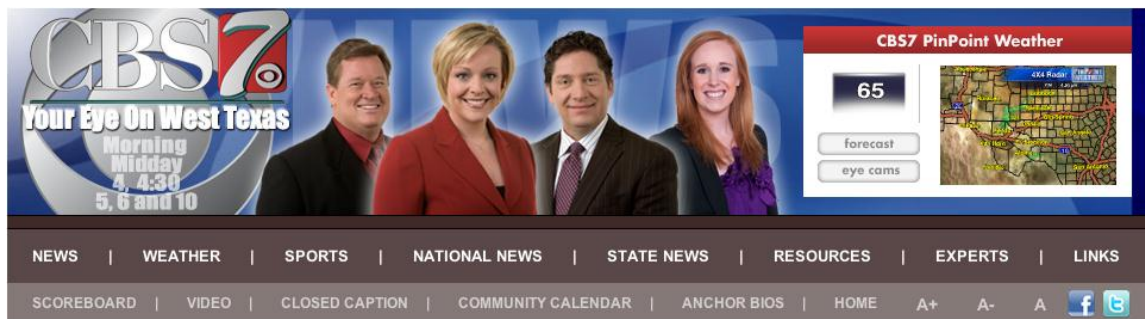 NEWS
CBS7
Your Eye On West Texas
Morning
Midday
4, 4:30
5, 6 and 10
CBS7 PinPoint Weather
65
forecast
eye cams
4X4 Radar
NEWS | WEATHER | SPORTS | NATIONAL NEWS | STATE NEWS | RESOURCES | EXPERTS | LINKS
SCOREBOARD | VIDEO | CLOSED CAPTION | COMMUNITY CALENDAR | ANCHOR BIOS | HOME A+ A- A f t